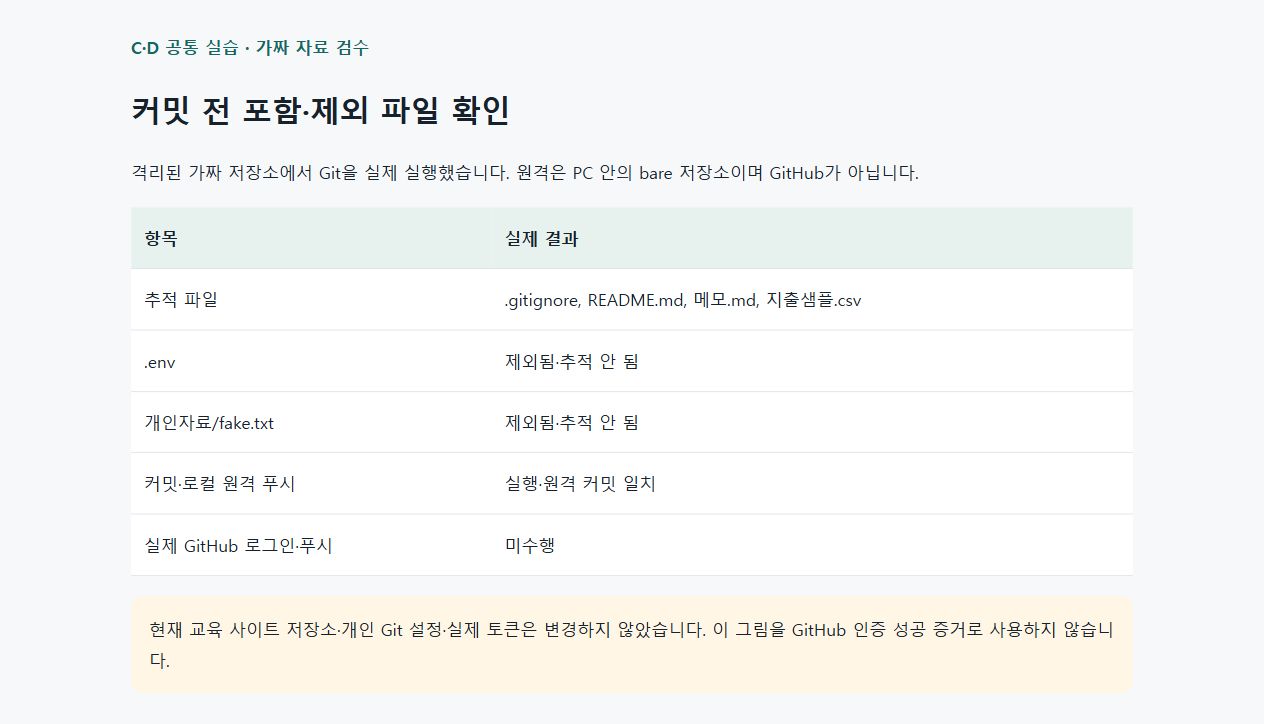 C·D 공통 실습 · 가짜 자료 검수
커밋 전 포함·제외 파일 확인
격리된 가짜 저장소에서 Git을 실제 실행했습니다. 원격은 PC 안의 bare 저장소이며 GitHub가 아닙니다.
항목 실제 결과
추적 파일 .gitignore, README.md, 메모.md, 지출샘플.csv
.env 제외됨·추적 안 됨
개인자료/fake.txt 제외됨·추적 안 됨
커밋·로컬 원격 푸시 실행·원격 커밋 일치
실제 GitHub 로그인·푸시 미수행
현재 교육 사이트 저장소·개인 Git 설정·실제 토큰은 변경하지 않았습니다. 이 그림을 GitHub 인증 성공 증거로 사용하지 않습니
다.